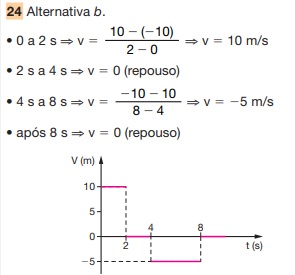 24 Alternativa b.
• 0 a 2 s ⇒ v = 10 – (–10) / 2 – 0 ⇒ v = 10 m/s
• 2 s a 4 s ⇒ v = 0 (repouso)
• 4 s a 8 s ⇒ v = –10 – 10 / 8 – 4 ⇒ v = –5 m/s
• após 8 s ⇒ v = 0 (repouso)
V (m)
10
5
4 8
0
2 t (s)
–5